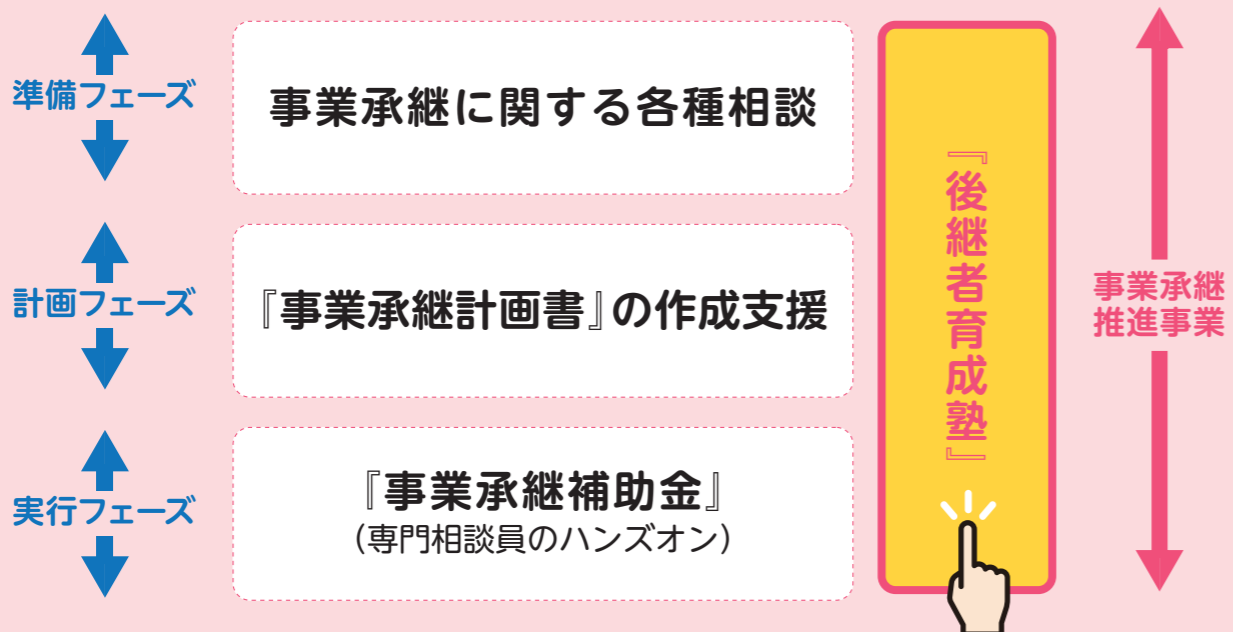 準備フェーズ
事業承継に関する各種相談
計画フェーズ
『事業承継計画書』の作成支援
実行フェーズ
『事業承継補助金』
（専門相談員のハンズオン）
『後継者育成塾』
事業承継
推進事業